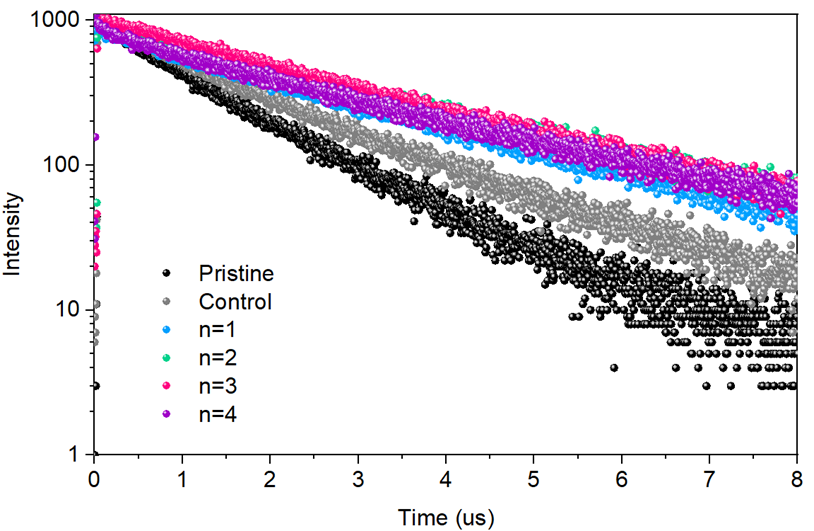 1000
100
10
1
Intensity
Pristine
Control
n=1
n=2
n=3
n=4
0 1 2 3 4 5 6 7 8
Time (us)